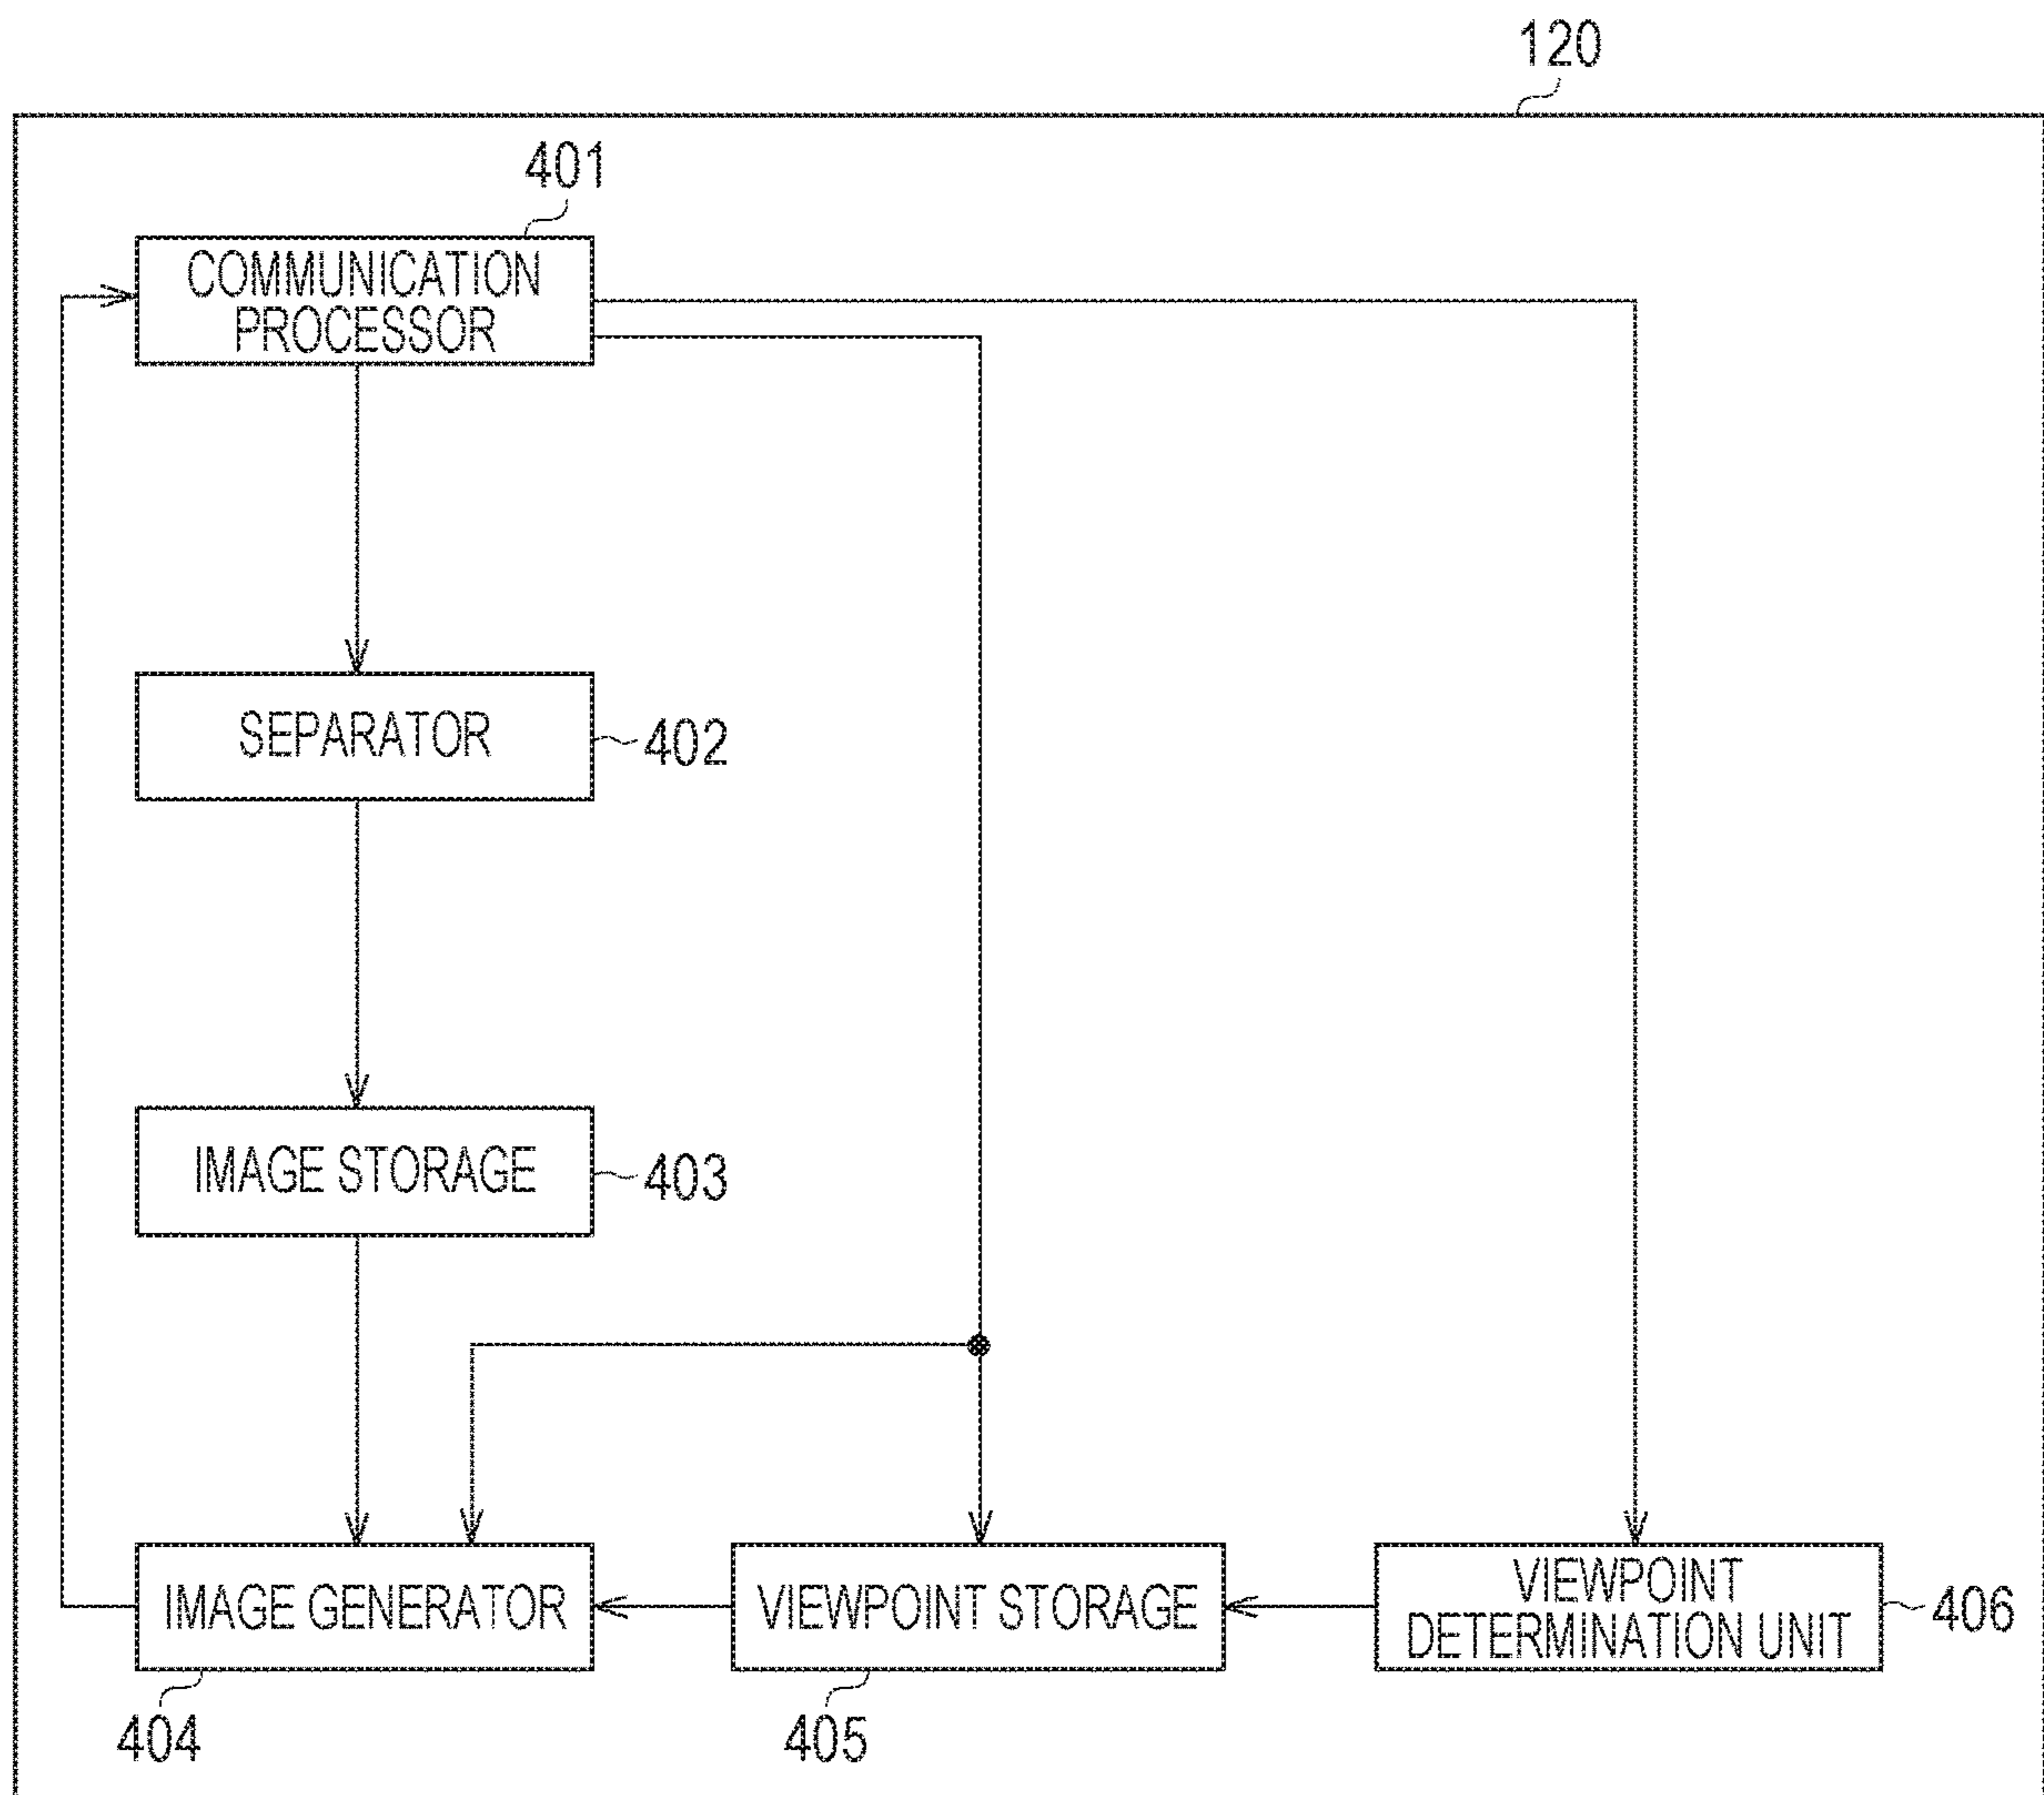 120
401
COMMUNICATION
PROCESSOR
SEPARATOR
402
IMAGE STORAGE
403
IMAGE GENERATOR
VIEWPOINT STORAGE
VIEWPOINT
DETERMINATION UNIT
406
404
405